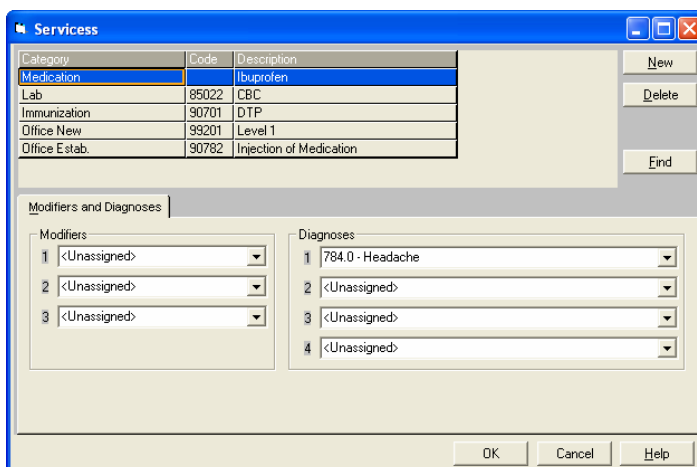 Servicess
Category Code Description
Medication Ibuprofen
Lab 85022 CBC
Immunization 90701 DTP
Office New 99201 Level 1
Office Estab. 90782 Injection of Medication
New
Delete
Find
Modifiers and Diagnoses
Modifiers
1 <Unassigned>
2 <Unassigned>
3 <Unassigned>
Diagnoses
1 784.0 - Headache
2 <Unassigned>
3 <Unassigned>
4 <Unassigned>
OK Cancel Help